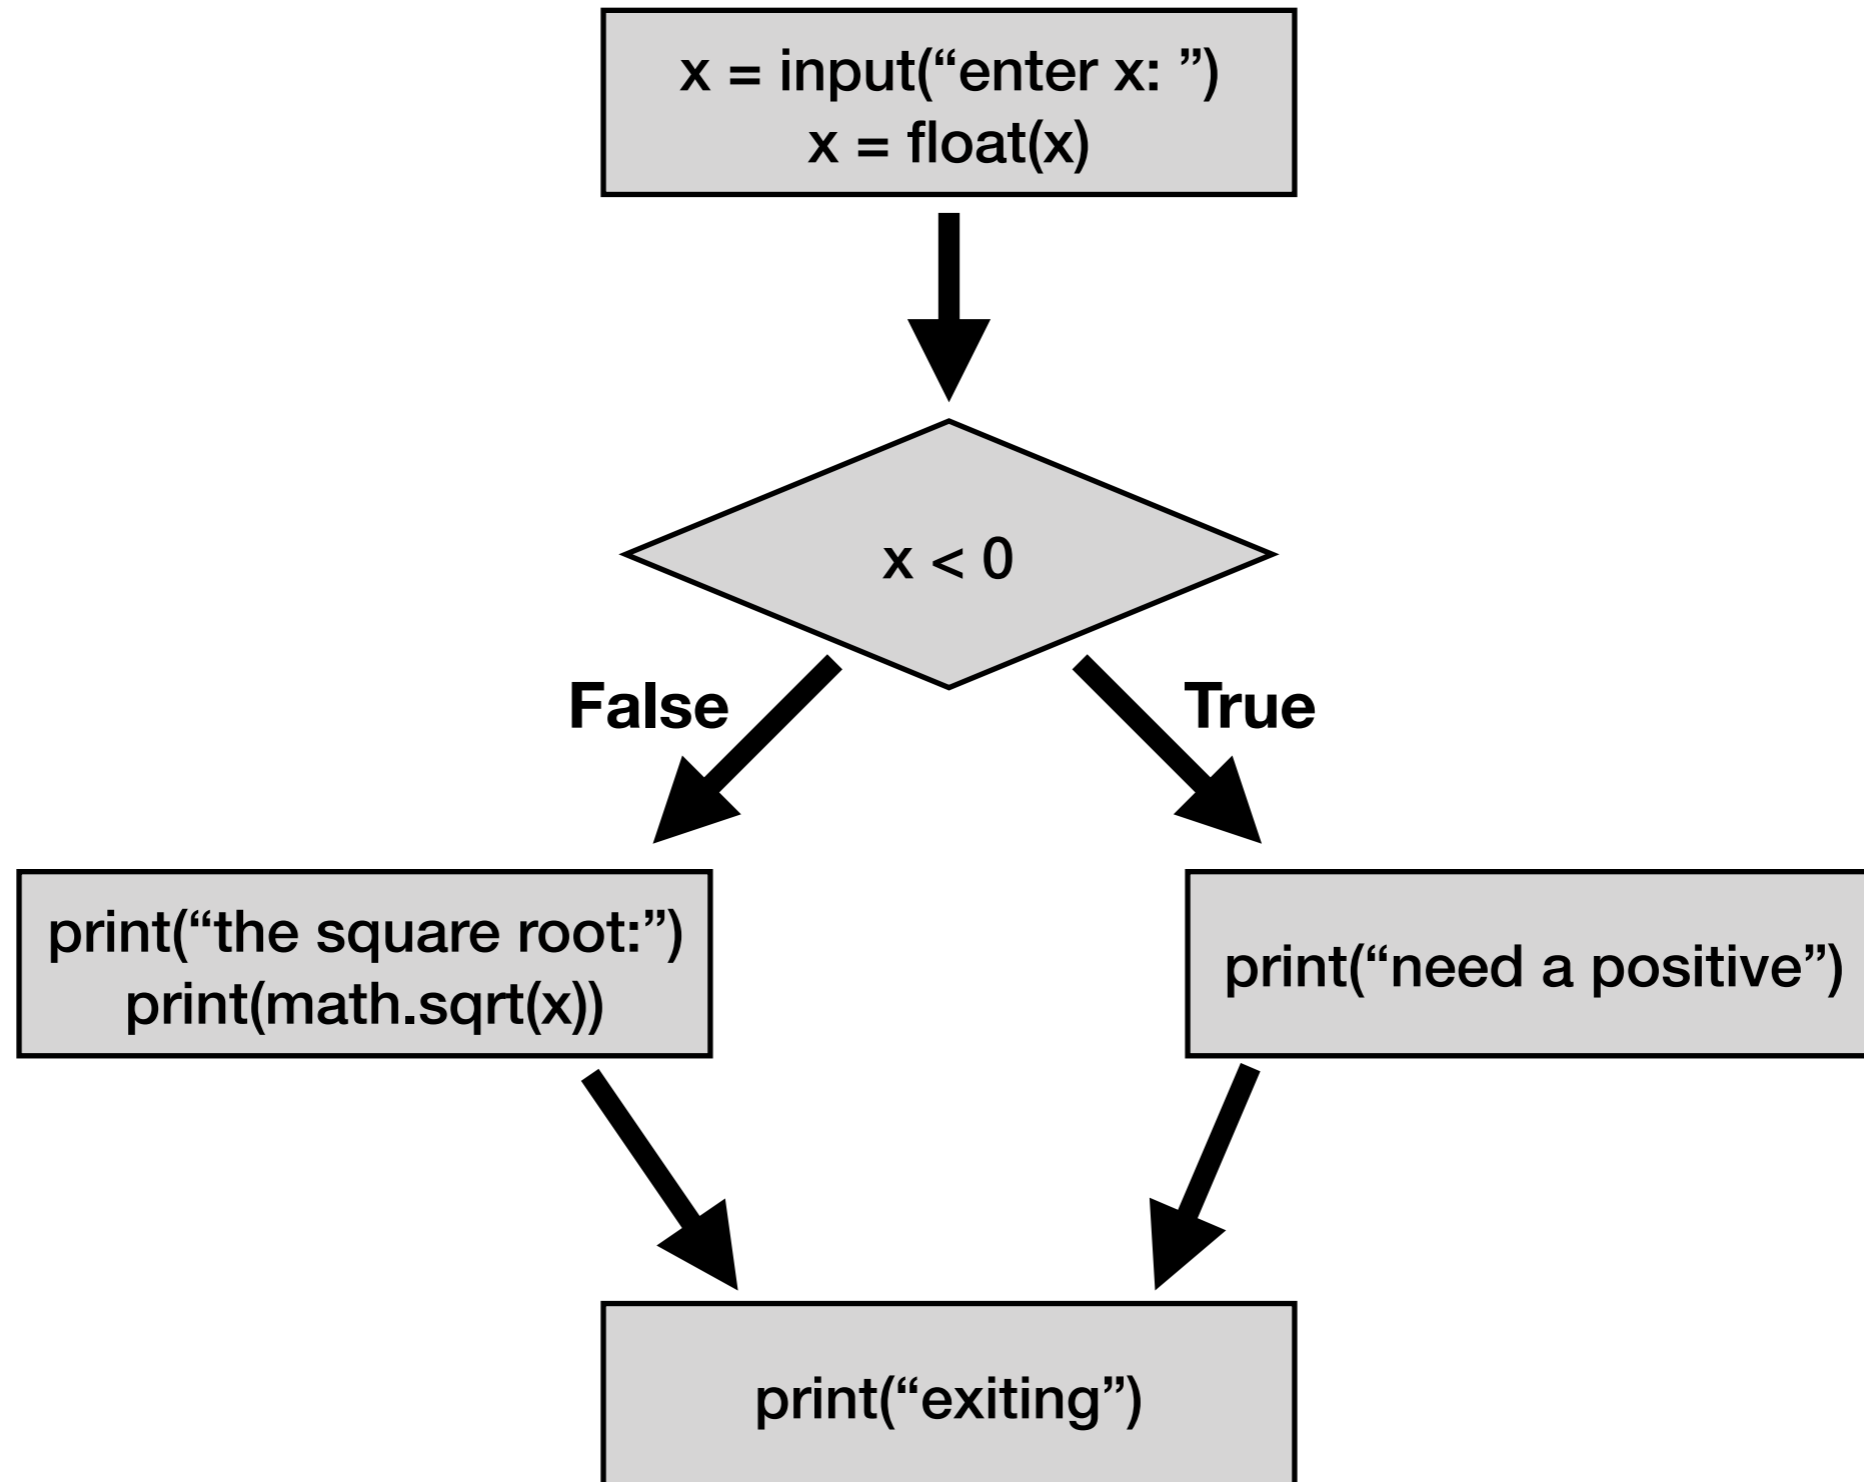 x = input(“enter x: ”)
x = float(x)
x < 0
False
True
print(“the square root:”)
print(math.sqrt(x))
print(“need a positive”)
print(“exiting”)